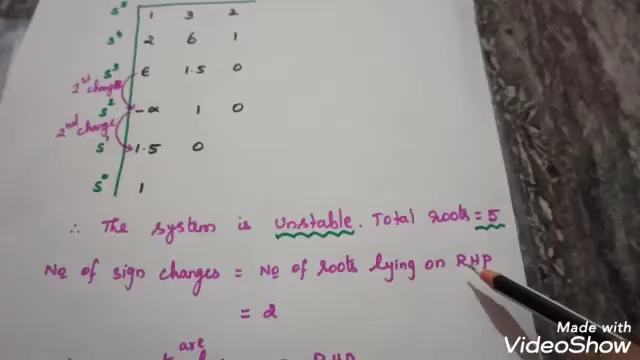 s⁵ 1 3 2
s⁴ 2 6 1
s³ ϵ 1.5 0
1st change
s² -α 1 0
2nd change
s¹ 1.5 0
s⁰ 1
∴ The system is Unstable. Total roots = 5
No of sign changes = No of roots lying on RHP
= 2
are
RHP
Made with
VideoShow